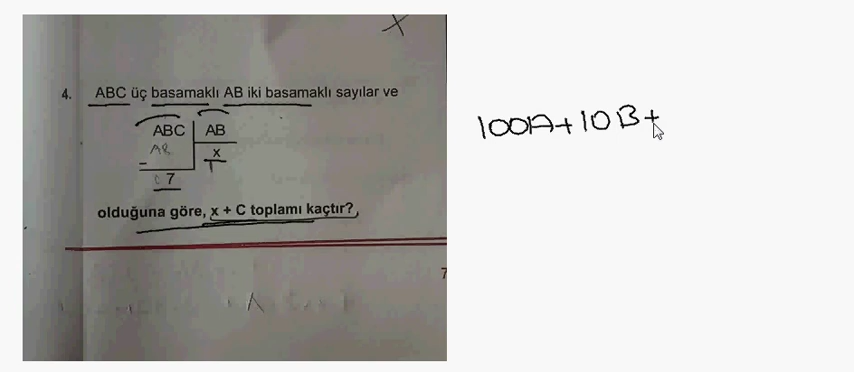 4. ABC üç basamaklı AB iki basamaklı sayılar ve
ABC AB
AB x
- 7
olduğuna göre, x + C toplamı kaçtır?
7
100A+10B+